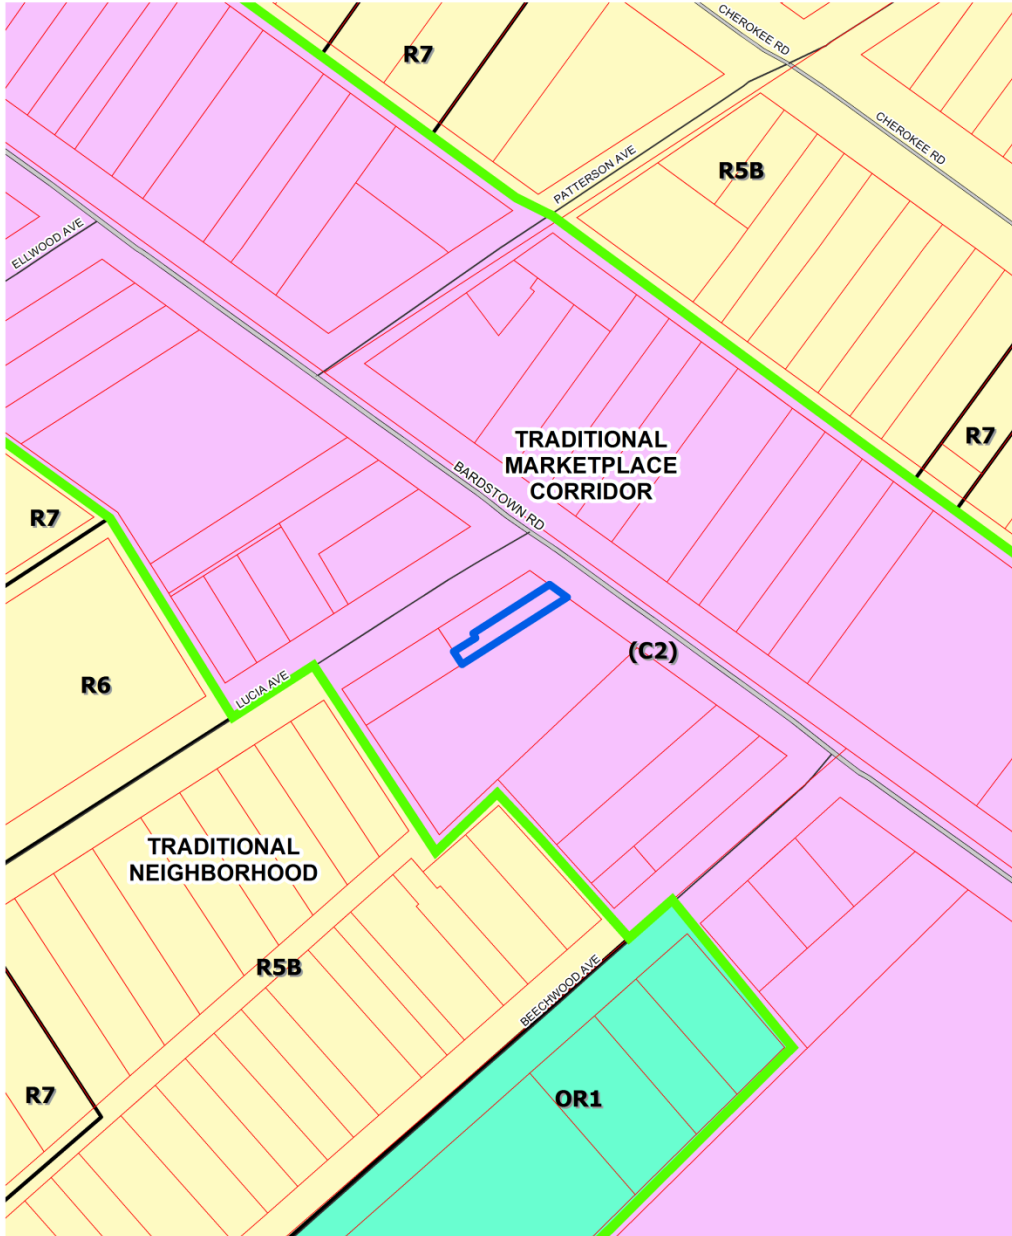 CHEROKEE RD
R7
CHEROKEE RD
PATTERSON AVE
R5B
ELLWOOD AVE
TRADITIONAL
MARKETPLACE
CORRIDOR
R7
BARDSTOWN RD
R7
(C2)
R6
LUCIA AVE
TRADITIONAL
NEIGHBORHOOD
R5B
BEECHWOOD AVE
R7
OR1